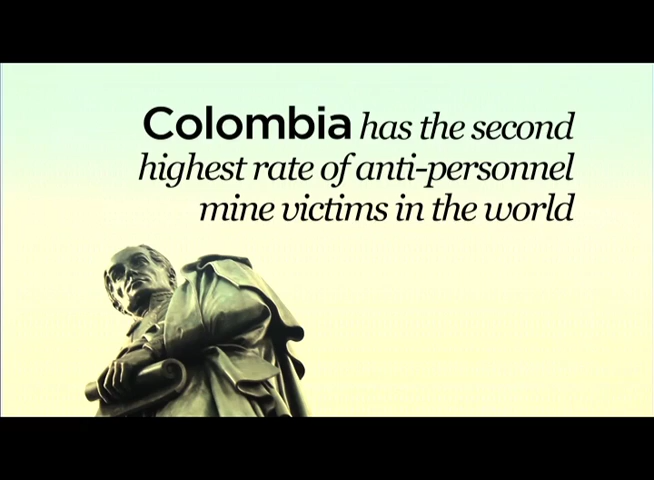 Colombia has the second
highest rate of anti-personnel
mine victims in the world